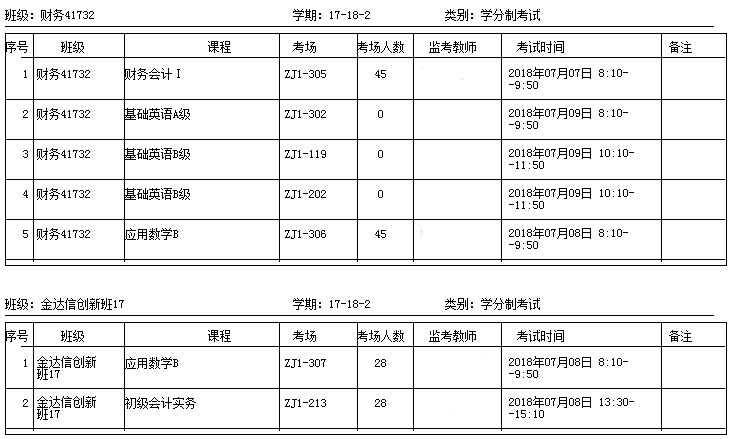 班级：财务41732 学期：17-18-2 类别：学分制考试
序号 班级 课程 考场 考场人数 监考教师 考试时间 备注
1 财务41732 财务会计Ⅰ ZJ1-305 45 2018年07月07日 8:10-
-9:50
2 财务41732 基础英语A级 ZJ1-302 0 2018年07月09日 8:10-
-9:50
3 财务41732 基础英语B级 ZJ1-119 0 2018年07月09日 10:10-
-11:50
4 财务41732 基础英语B级 ZJ1-202 0 2018年07月09日 10:10-
-11:50
5 财务41732 应用数学B ZJ1-306 45 2018年07月08日 8:10-
-9:50
班级：金达信创新班17 学期：17-18-2 类别：学分制考试
序号 班级 课程 考场 考场人数 监考教师 考试时间 备注
1 金达信创新 应用数学B ZJ1-307 28 2018年07月08日 8:10-
班17 -9:50
2 金达信创新 初级会计实务 ZJ1-213 28 2018年07月08日 13:30-
班17 -15:10